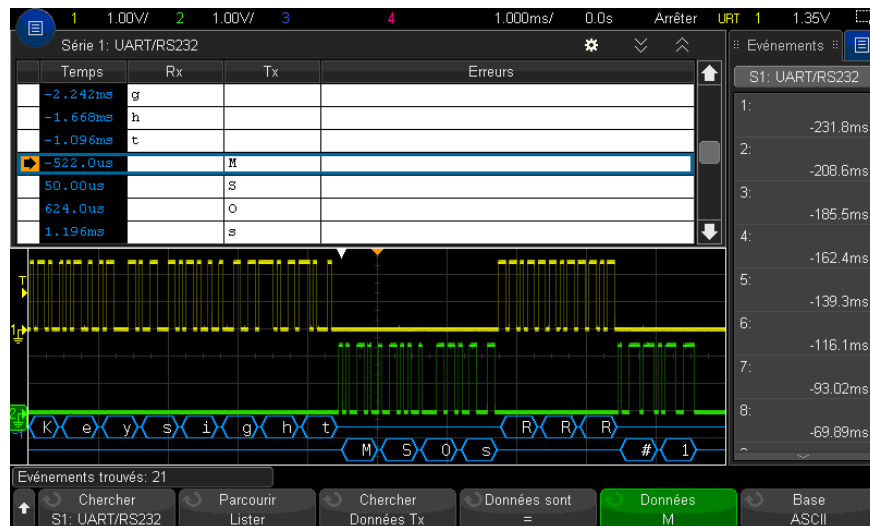 1 1.00V/ 2 1.00V/ 3 4 1.000ms/ 0.0s Arrêter URT 1 1.35V
Série 1: UART/RS232
Temps Rx Tx Erreurs
-2.242ms g
-1.668ms h
-1.096ms t
-522.0us M
50.00us S
624.0us O
1.196ms s
Evénements
S1: UART/RS232
1:
-231.8ms
2:
-208.6ms
3:
-185.5ms
4:
-162.4ms
5:
-139.3ms
6:
-116.1ms
7:
-93.02ms
8:
-69.89ms
T
1
2
K e y s i g h t R R R
M S O s # 1
Evénements trouvés: 21
Chercher
S1: UART/RS232
Parcourir
Lister
Chercher
Données Tx
Données sont
=
Données
M
Base
ASCII